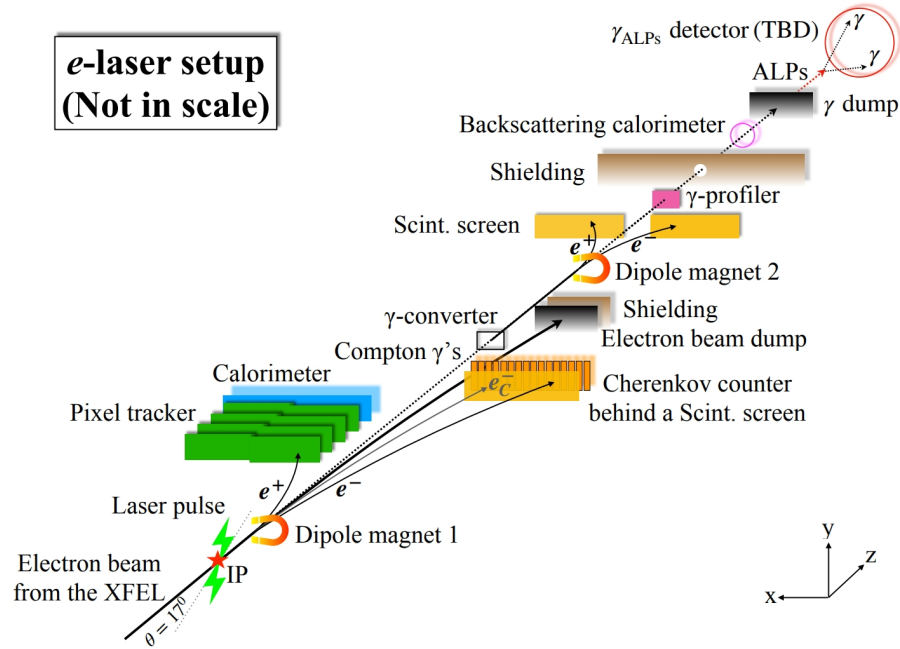 e-laser setup
(Not in scale)
γALPs detector (TBD)
γ
γ
ALPs
γ dump
Backscattering calorimeter
Shielding
γ-profiler
Scint. screen
e⁺
e⁻
Dipole magnet 2
γ-converter
Shielding
Electron beam dump
Compton γ's
Calorimeter
e⁻C
Cherenkov counter
behind a Scint. screen
Pixel tracker
e⁺
e⁻
Laser pulse
Dipole magnet 1
IP
Electron beam
from the XFEL
θ = 17⁰
y
z
x